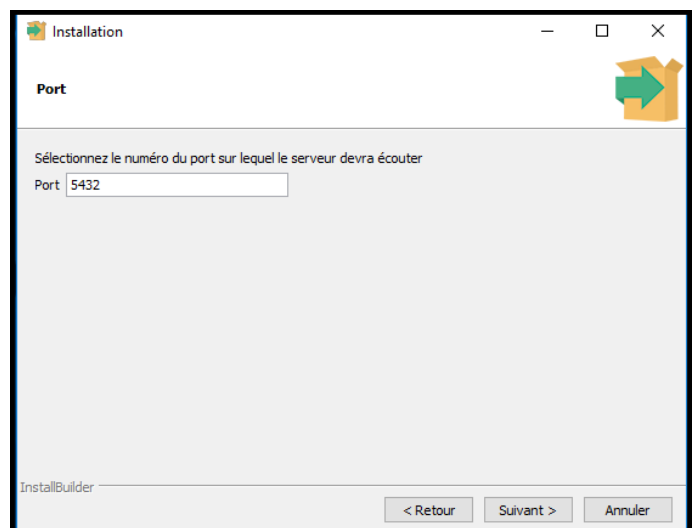 Installation
Port
Sélectionnez le numéro du port sur lequel le serveur devra écouter
Port 5432
InstallBuilder
< Retour Suivant > Annuler